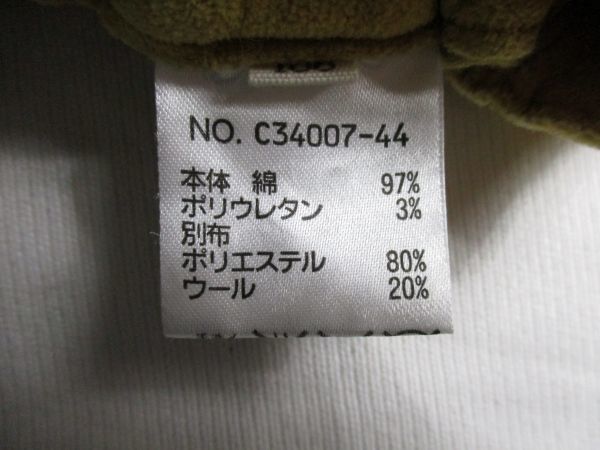 NO. C34007-44
本体 綿 97%
ポリウレタン 3%
別布
ポリエステル 80%
ウール 20%